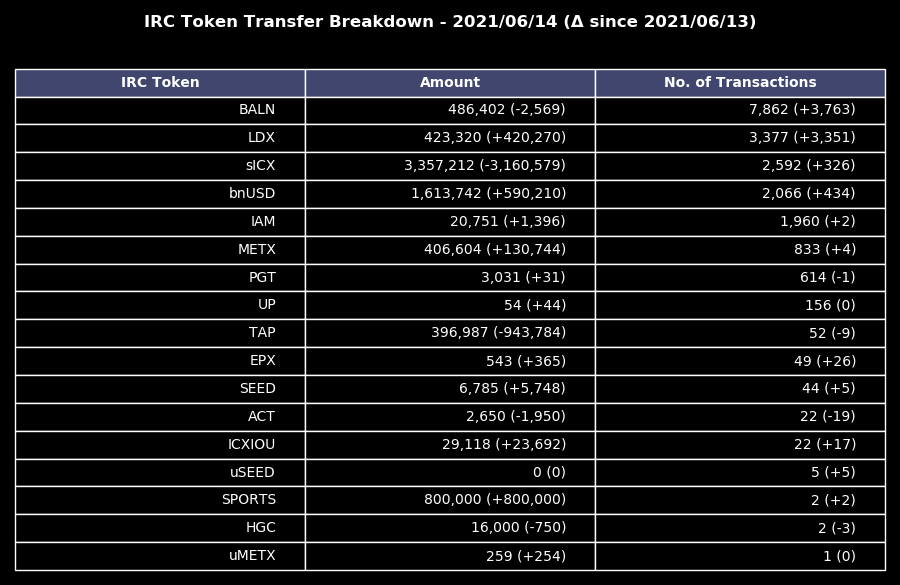 IRC Token Transfer Breakdown - 2021/06/14 (Δ since 2021/06/13)
IRC Token Amount No. of Transactions
BALN 486,402 (-2,569) 7,862 (+3,763)
LDX 423,320 (+420,270) 3,377 (+3,351)
sICX 3,357,212 (-3,160,579) 2,592 (+326)
bnUSD 1,613,742 (+590,210) 2,066 (+434)
IAM 20,751 (+1,396) 1,960 (+2)
METX 406,604 (+130,744) 833 (+4)
PGT 3,031 (+31) 614 (-1)
UP 54 (+44) 156 (0)
TAP 396,987 (-943,784) 52 (-9)
EPX 543 (+365) 49 (+26)
SEED 6,785 (+5,748) 44 (+5)
ACT 2,650 (-1,950) 22 (-19)
ICXIOU 29,118 (+23,692) 22 (+17)
uSEED 0 (0) 5 (+5)
SPORTS 800,000 (+800,000) 2 (+2)
HGC 16,000 (-750) 2 (-3)
uMETX 259 (+254) 1 (0)